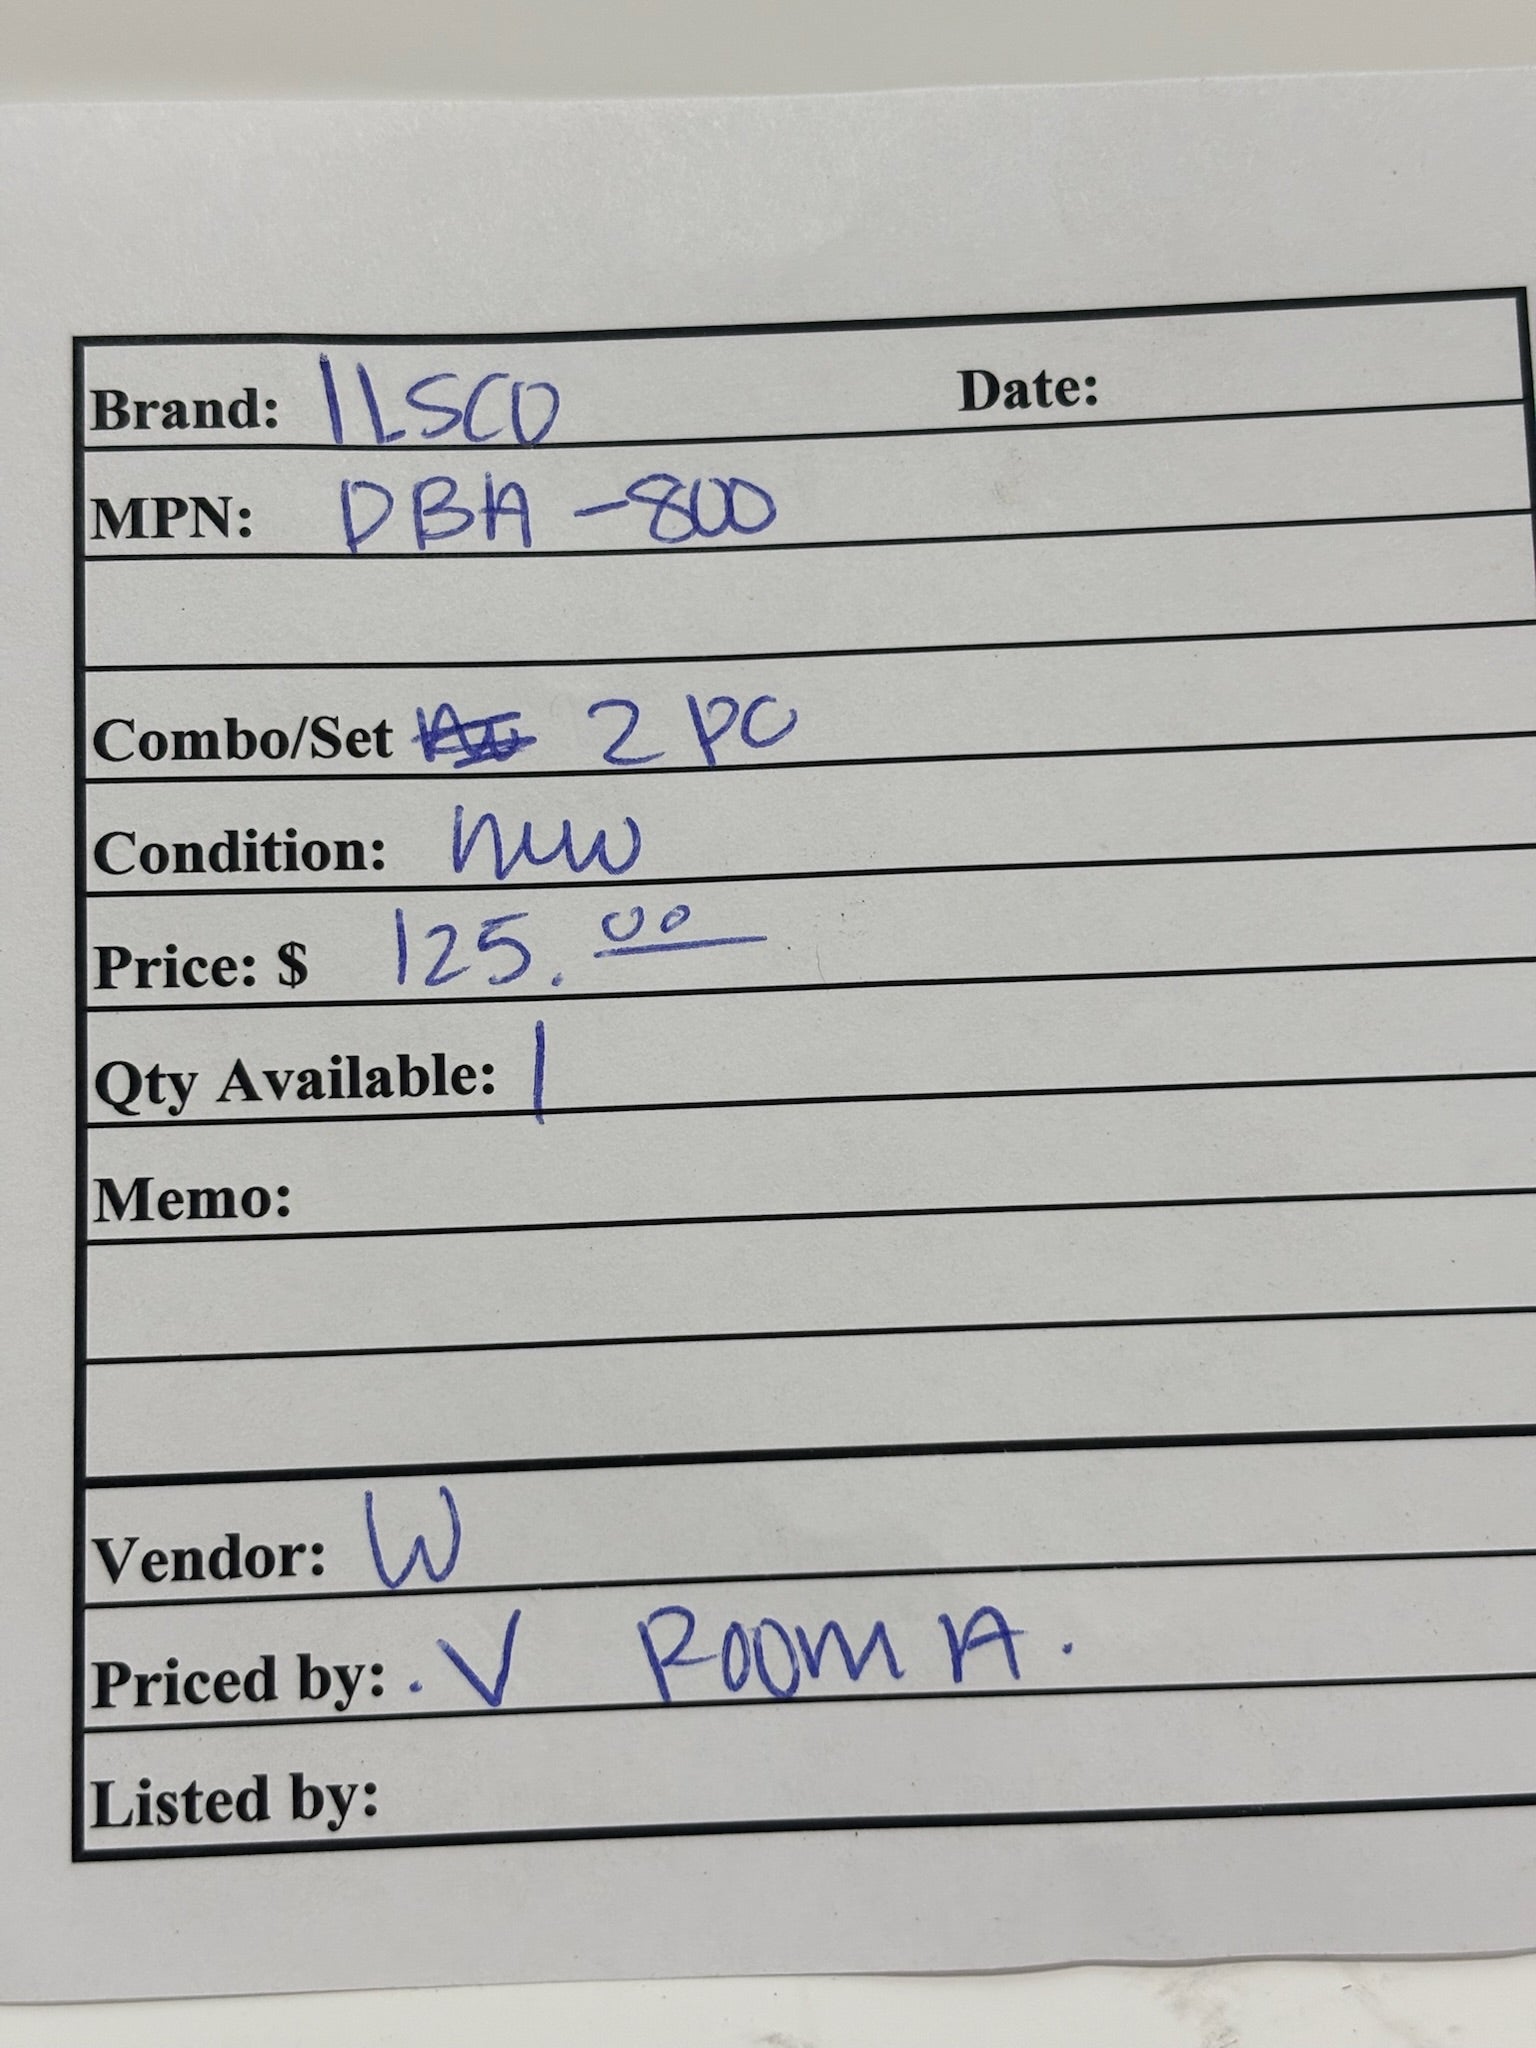 Brand: ILSCO Date:
MPN: DBA-800
Combo/Set 2 PC
Condition: new
Price: $ 125.00
Qty Available: 1
Memo:
Vendor: W
Priced by: . V ROOM A.
Listed by: